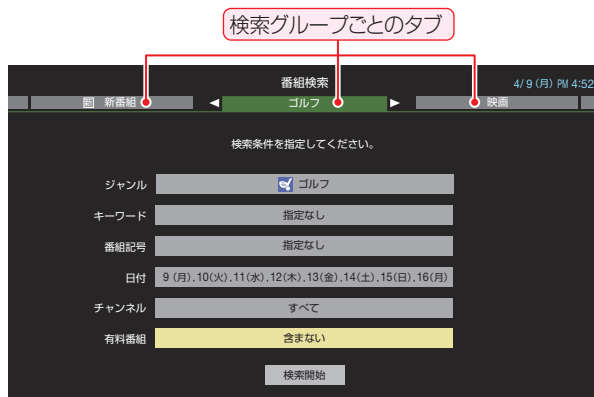 検索グループごとのタブ
番組検索 4/ 9 (月) PM 4:52
新 新番組 ◀ ゴルフ ▶ 映画
検索条件を指定してください。
ジャンル ゴルフ
キーワード 指定なし
番組記号 指定なし
日付 9 (月),10(火),11(水),12(木),13(金),14(土),15(日),16(月)
チャンネル すべて
有料番組 含まない
検索開始